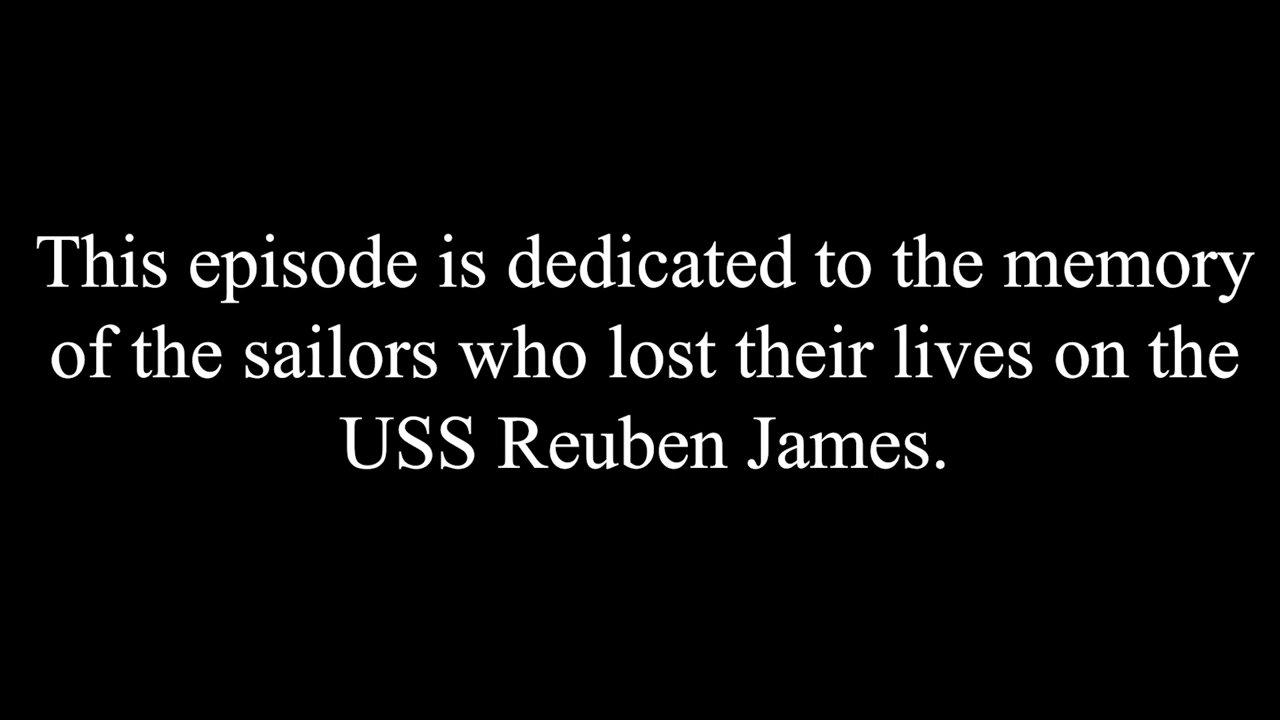 This episode is dedicated to the memory
of the sailors who lost their lives on the
USS Reuben James.